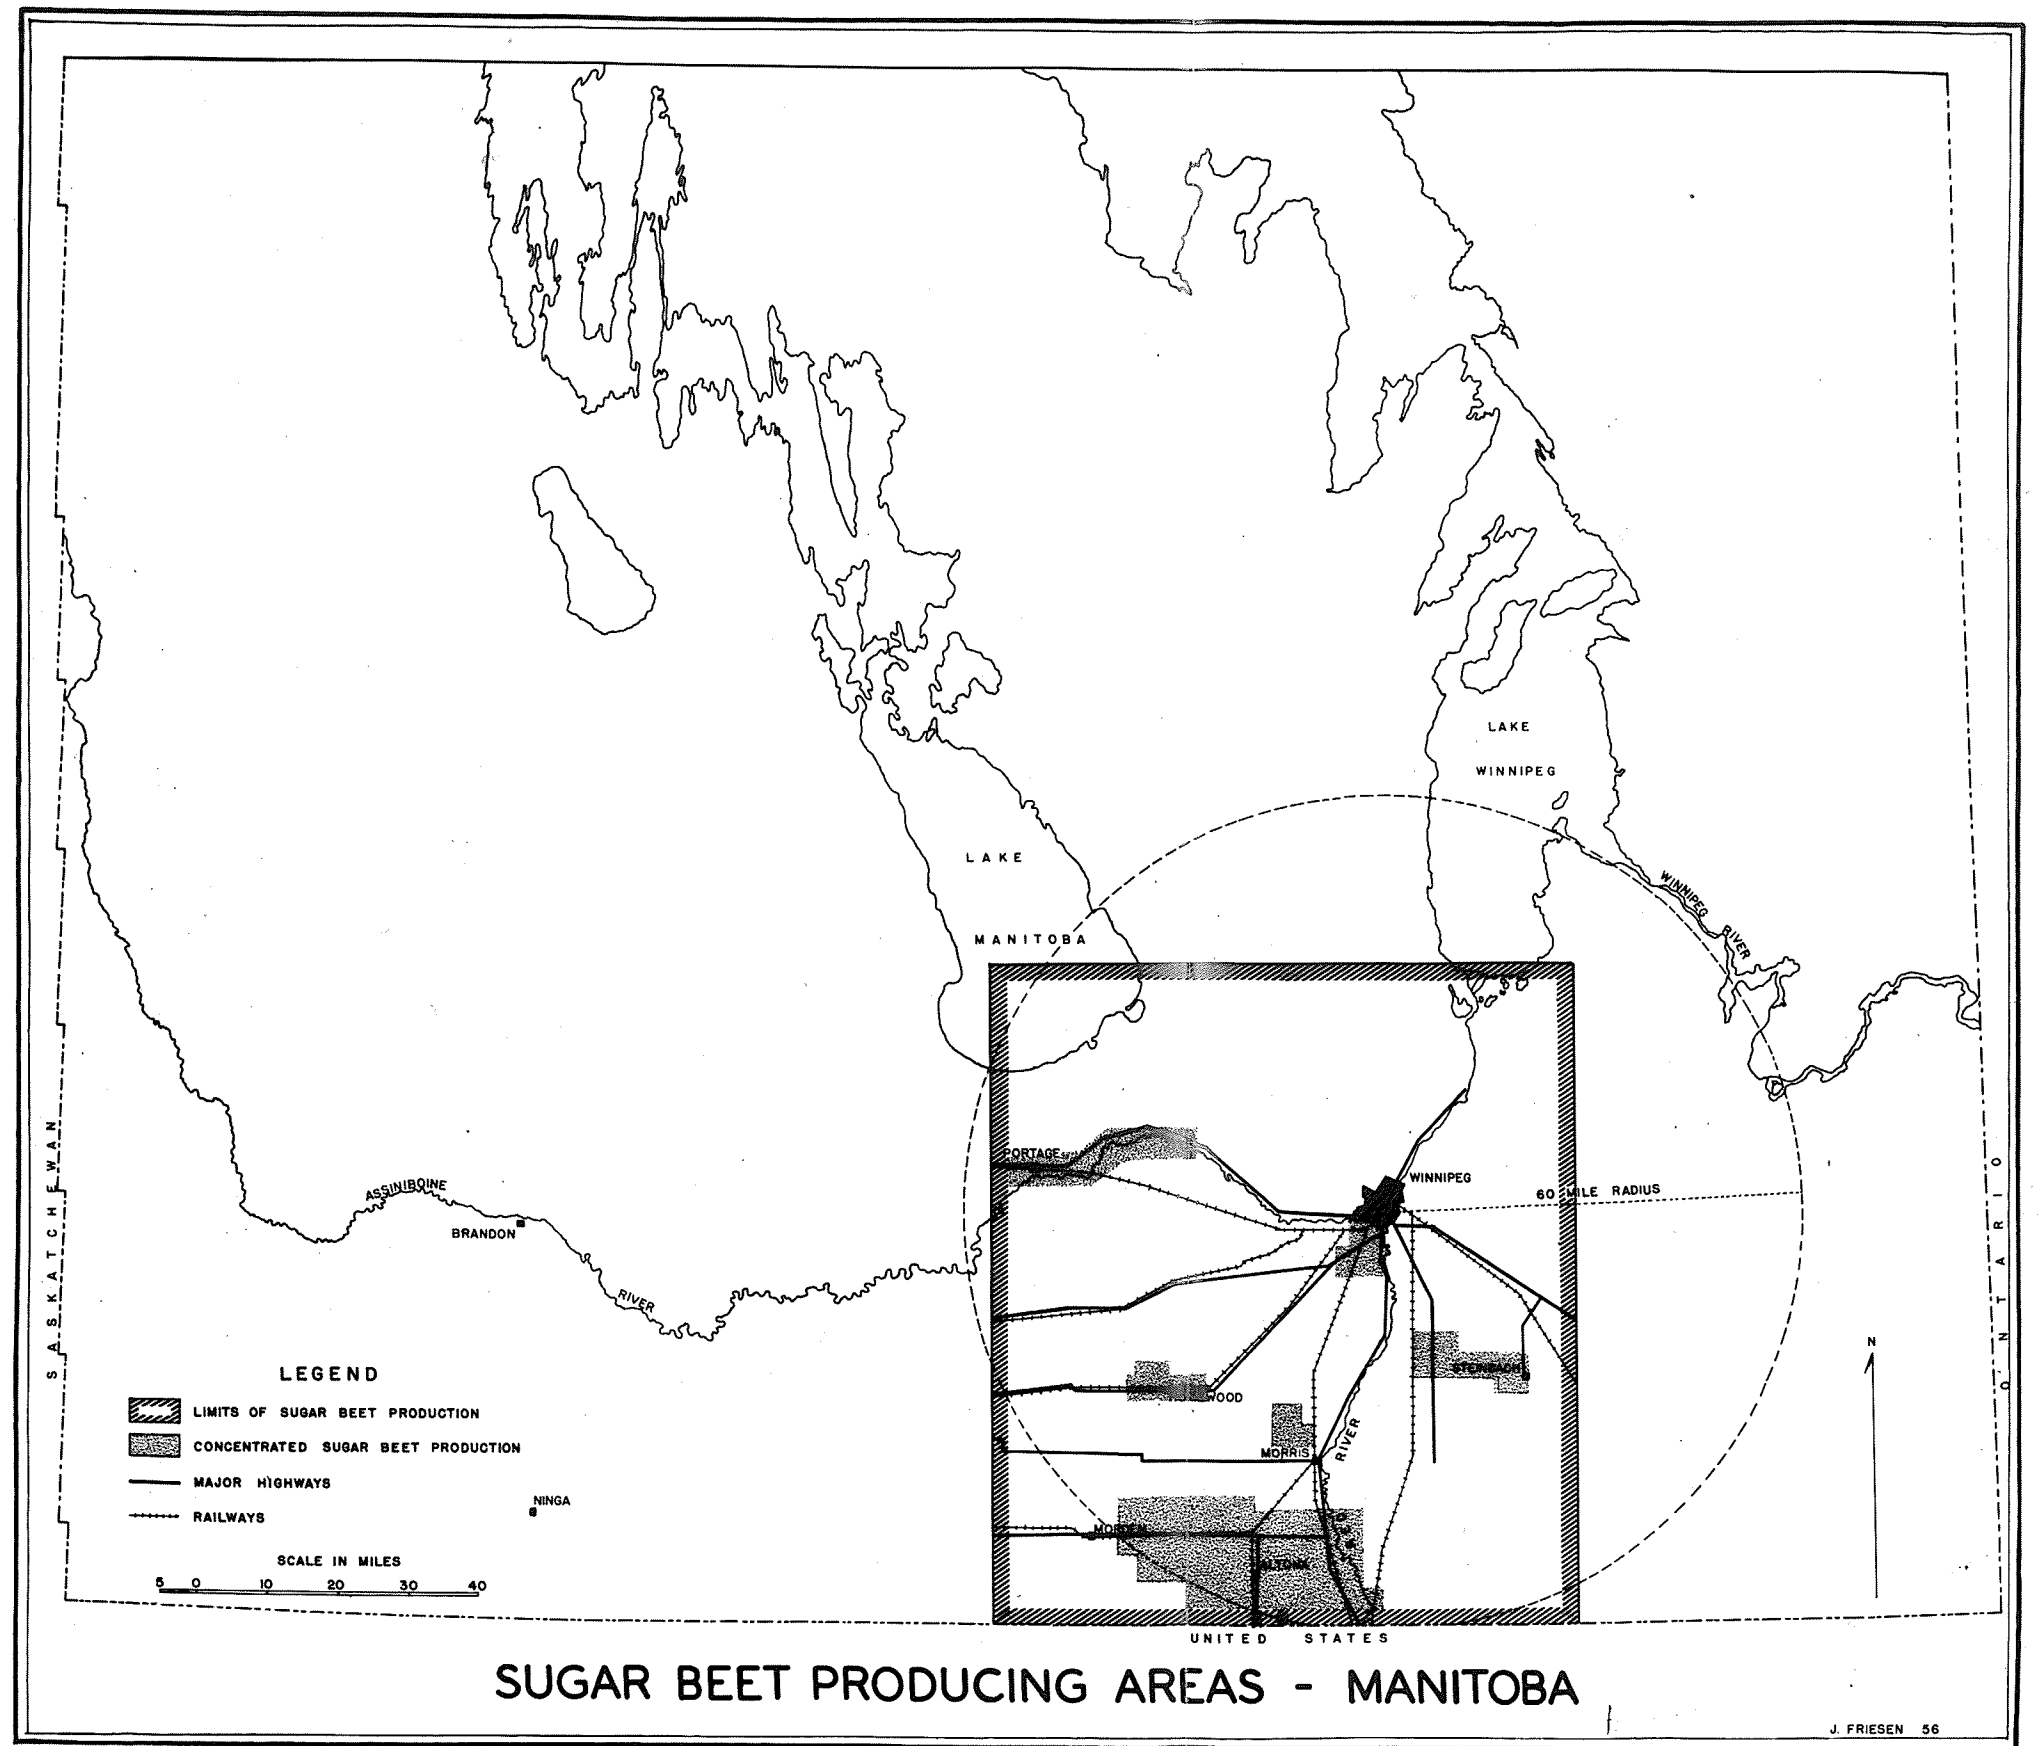 LAKE
WINNIPEG
LAKE
MANITOBA
WINNIPEG
RIVER
SASKATCHEWAN
ONTARIO
PORTAGE
WINNIPEG
60 MILE RADIUS
ASSINIBOINE
BRANDON
RIVER
STEINBACH
WOOD
MORRIS
RIVER
RED
MORDEN
ALTONA
N
LEGEND
LIMITS OF SUGAR BEET PRODUCTION
CONCENTRATED SUGAR BEET PRODUCTION
MAJOR HIGHWAYS
RAILWAYS
NINGA
SCALE IN MILES
5 0 10 20 30 40
UNITED STATES
SUGAR BEET PRODUCING AREAS - MANITOBA
J. FRIESEN 56